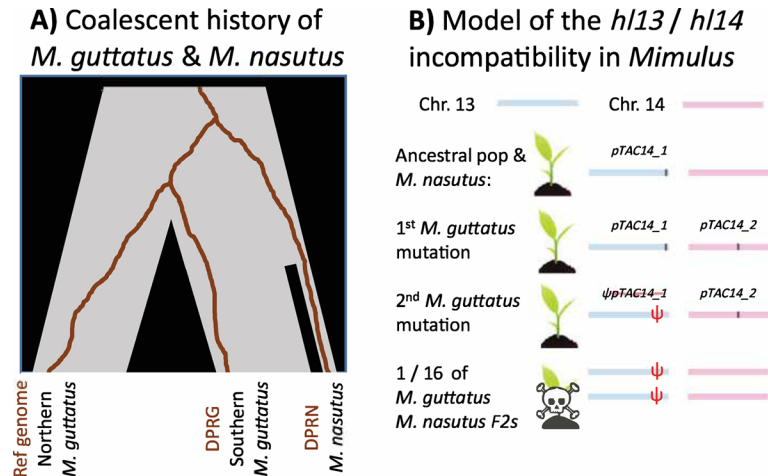 A) Coalescent history of
M. guttatus & M. nasutus
Ref genome
Northern
M. guttatus
DPRG
Southern
M. guttatus
DPRN
M. nasutus
B) Model of the hl13 / hl14
incompatibility in Mimulus
Chr. 13
Chr. 14
Ancestral pop &
M. nasutus:
pTAC14_1
1st M. guttatus
mutation
pTAC14_1
pTAC14_2
2nd M. guttatus
mutation
ψpTAC14_1
pTAC14_2
ψ
1 / 16 of
M. guttatus
M. nasutus F2s
ψ
ψ